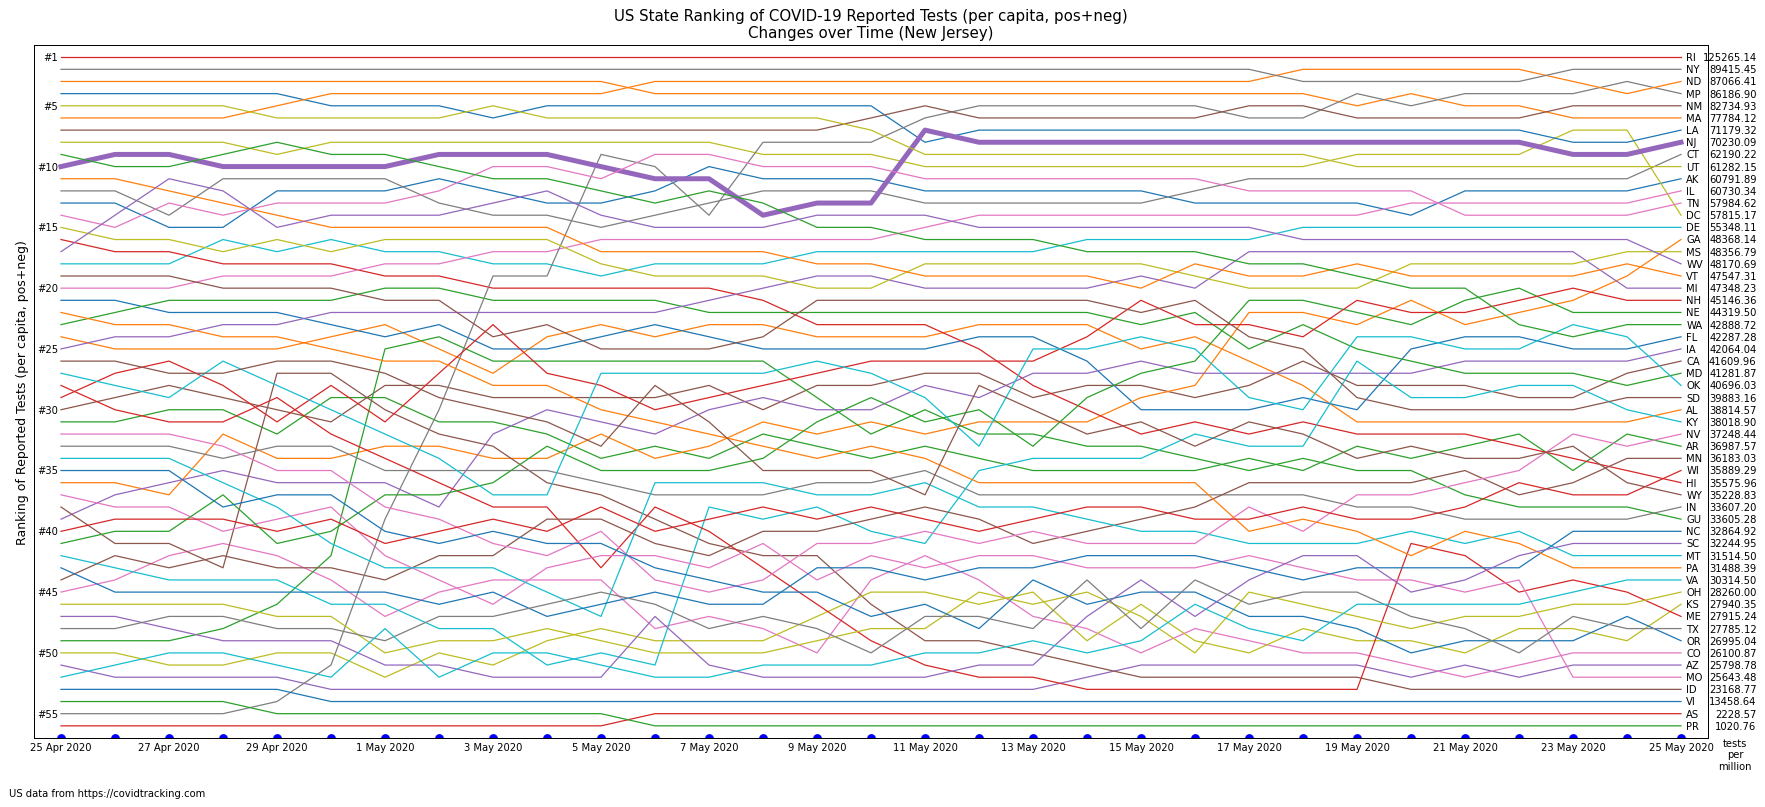 US State Ranking of COVID-19 Reported Tests (per capita, pos+neg)
Changes over Time (New Jersey)
Ranking of Reported Tests (per capita, pos+neg)
#1
#5
#10
#15
#20
#25
#30
#35
#40
#45
#50
#55
RI 125265.14
NY 89415.45
ND 87066.41
MP 86186.90
NM 82734.93
MA 77784.12
LA 71179.32
NJ 70230.09
CT 62190.22
UT 61282.15
AK 60791.89
IL 60730.34
TN 57984.62
DC 57815.17
DE 55348.11
GA 48368.14
MS 48356.79
WV 48170.69
VT 47547.31
MI 47348.23
NH 45146.36
NE 44319.50
WA 42888.72
FL 42287.28
IA 42064.04
CA 41609.96
MD 41281.87
OK 40696.03
SD 39883.16
AL 38814.57
KY 38018.90
NV 37248.44
AR 36987.57
MN 36183.03
WI 35889.29
HI 35575.96
WY 35228.83
IN 33607.20
GU 33605.28
NC 32864.92
SC 32244.95
MT 31514.50
PA 31488.39
VA 30314.50
OH 28260.00
KS 27940.35
ME 27915.24
TX 27785.12
OR 26995.04
CO 26100.87
AZ 25798.78
MO 25643.48
ID 23168.77
VI 13458.64
AS 2228.57
PR 1020.76
25 Apr 2020
27 Apr 2020
29 Apr 2020
1 May 2020
3 May 2020
5 May 2020
7 May 2020
9 May 2020
11 May 2020
13 May 2020
15 May 2020
17 May 2020
19 May 2020
21 May 2020
23 May 2020
25 May 2020
tests
per
million
US data from https://covidtracking.com